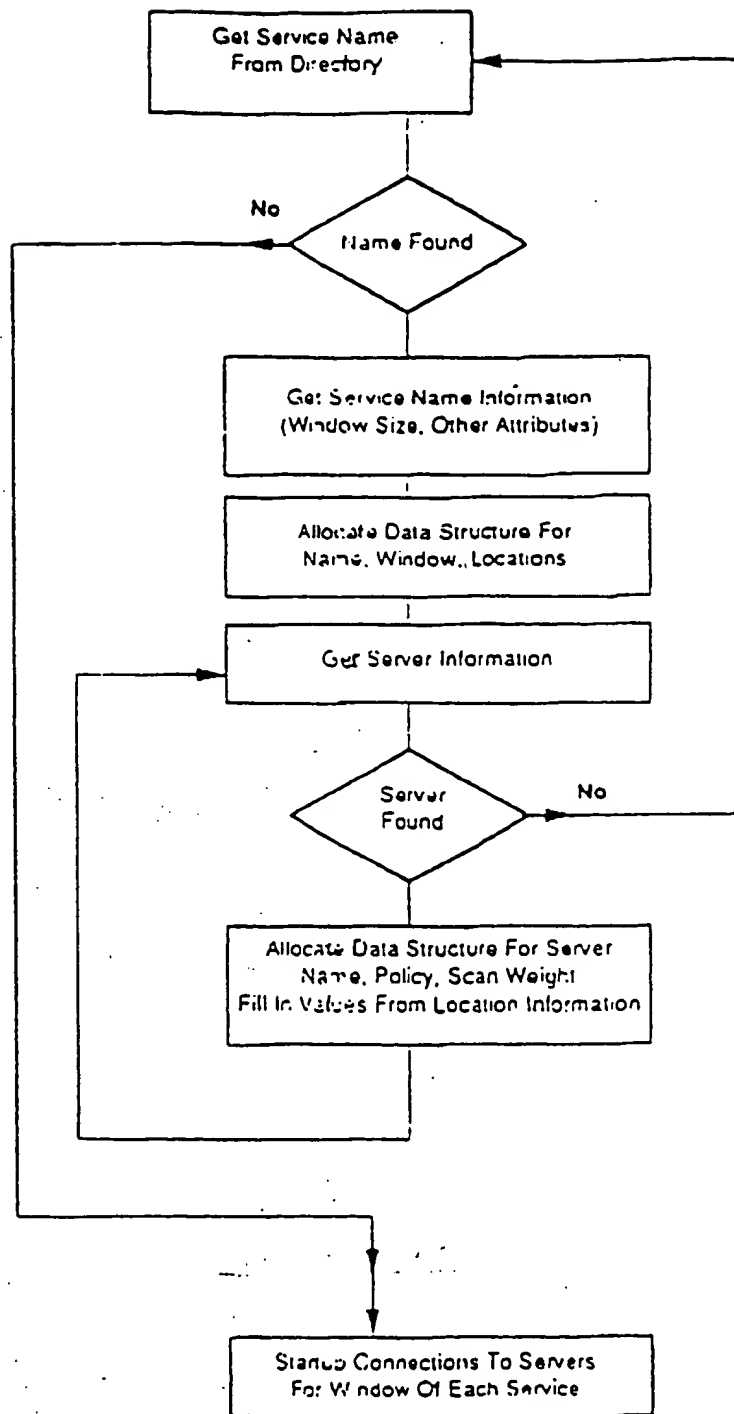 Get Service Name
From Directory
No
Name Found
Get Service Name Information
(Window Size, Other Attributes)
Allocate Data Structure For
Name, Window, Locations
Get Server Information
Server
Found
No
Allocate Data Structure For Server
Name, Policy, Scan Weight
Fill In Values From Location Information
Startup Connections To Servers
For Window Of Each Service